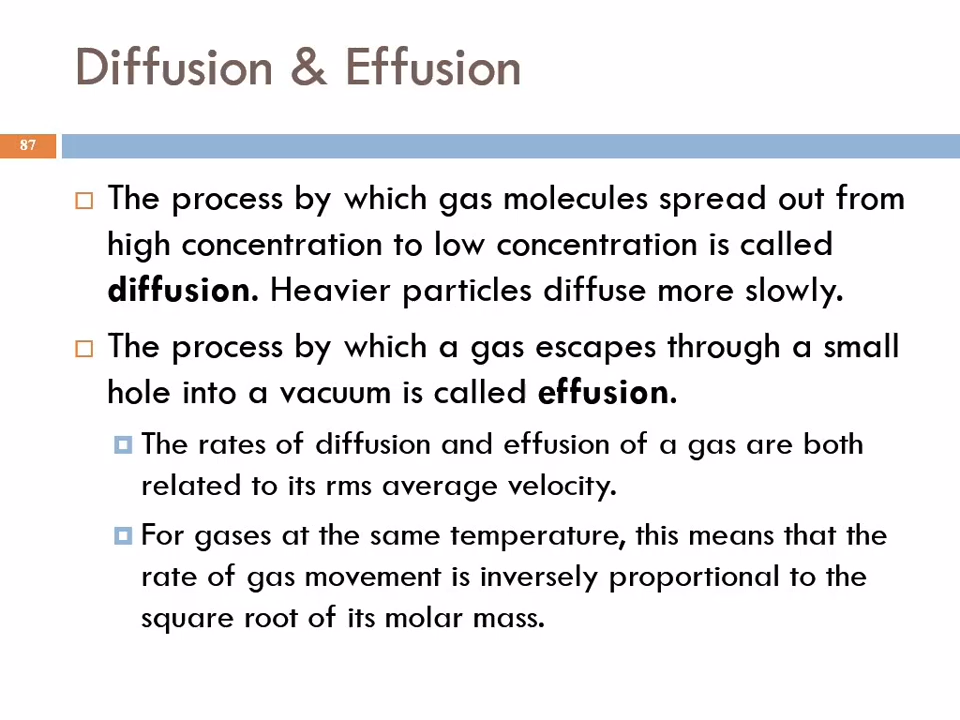 Diffusion & Effusion
87
The process by which gas molecules spread out from
high concentration to low concentration is called
diffusion. Heavier particles diffuse more slowly.
The process by which a gas escapes through a small
hole into a vacuum is called effusion.
The rates of diffusion and effusion of a gas are both
related to its rms average velocity.
For gases at the same temperature, this means that the
rate of gas movement is inversely proportional to the
square root of its molar mass.